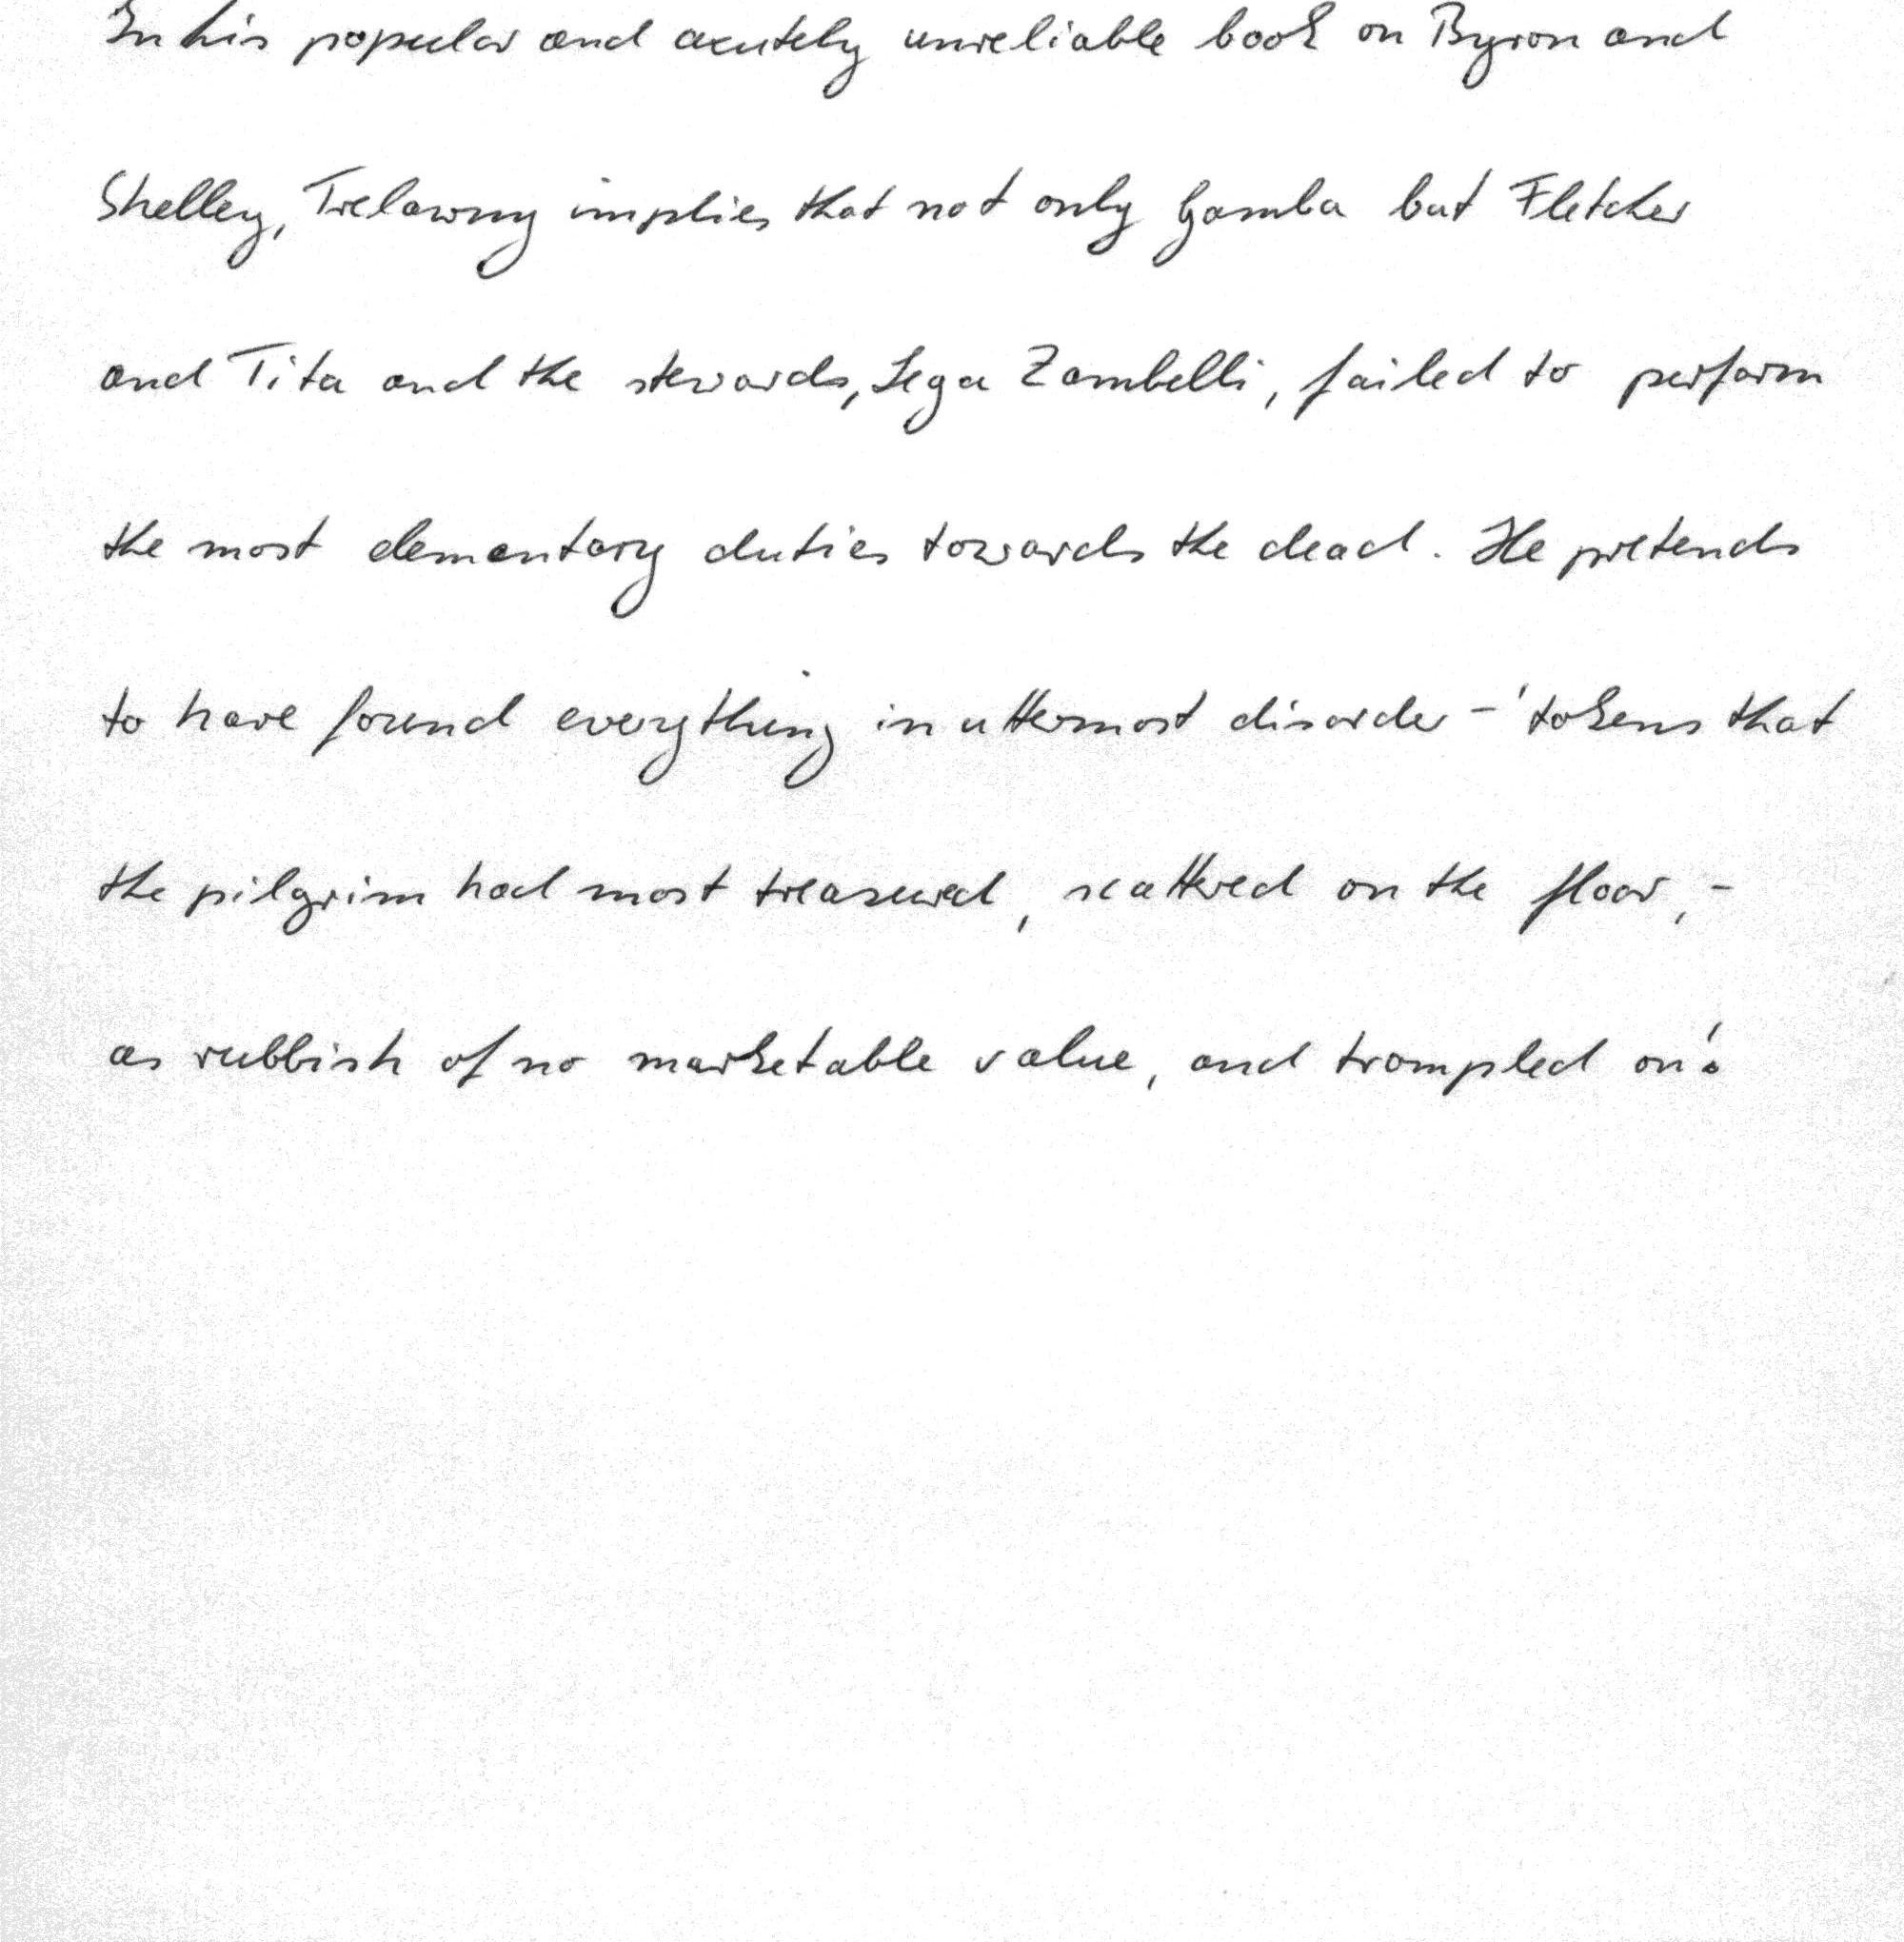 In his popular and acutely unreliable book on Byron and
Shelley, Trelawny implies that not only Gamba but Fletcher
and Tita and the stewards, Lega Zambelli, failed to perform
the most elementary duties towards the dead. He pretends
to have found everything in uttermost disorder - 'tokens that
the pilgrim had most treasured, scattered on the floor, -
as rubbish of no marketable value, and trampled on'.